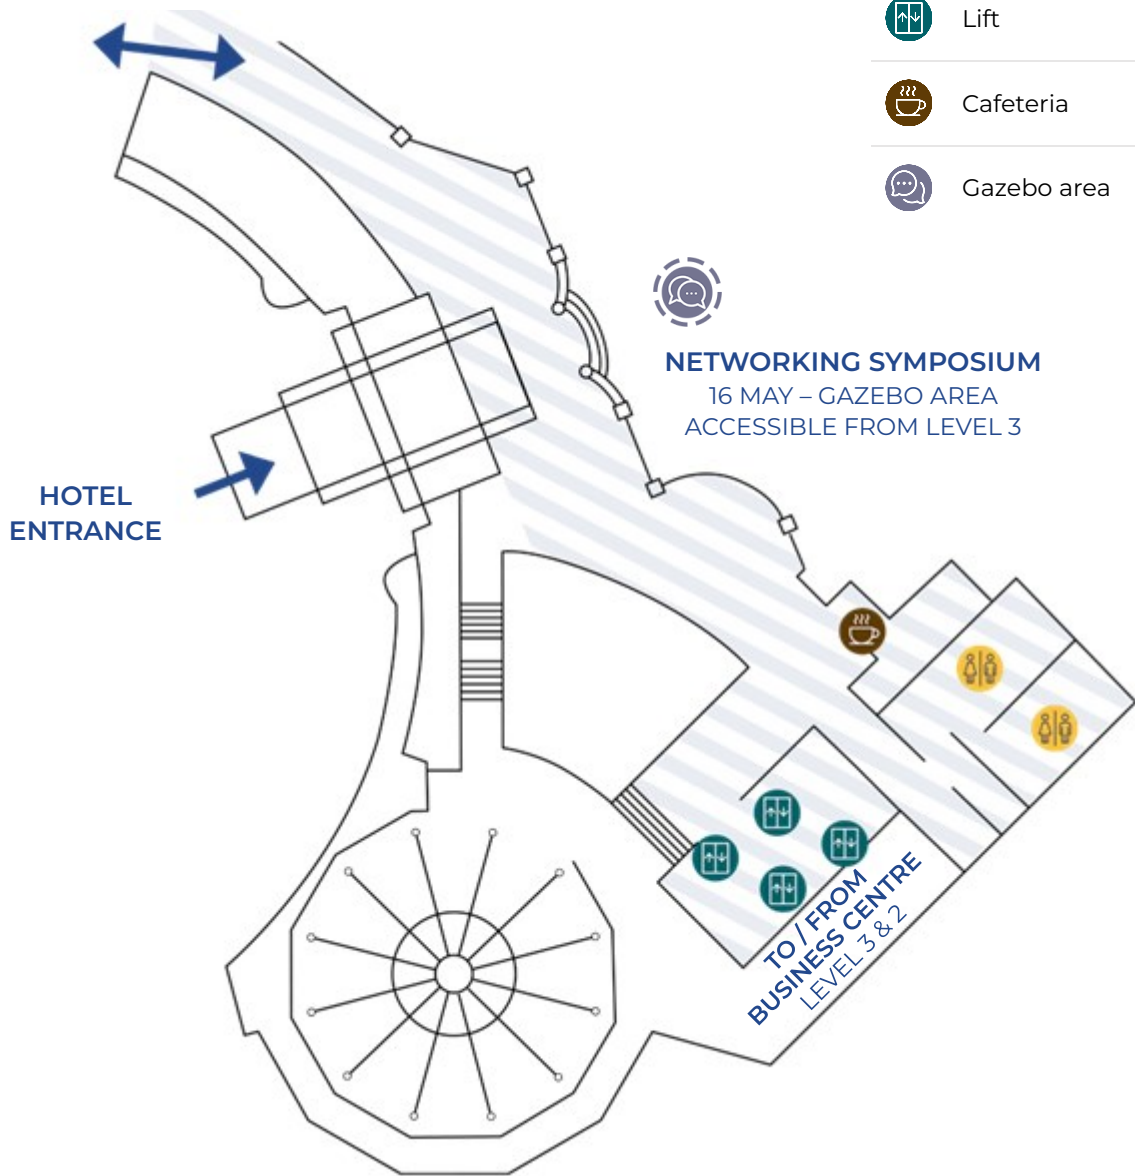 Lift
Cafeteria
Gazebo area
NETWORKING SYMPOSIUM
16 MAY – GAZEBO AREA
ACCESSIBLE FROM LEVEL 3
HOTEL
ENTRANCE
TO / FROM
BUSINESS CENTRE
LEVEL 3 & 2